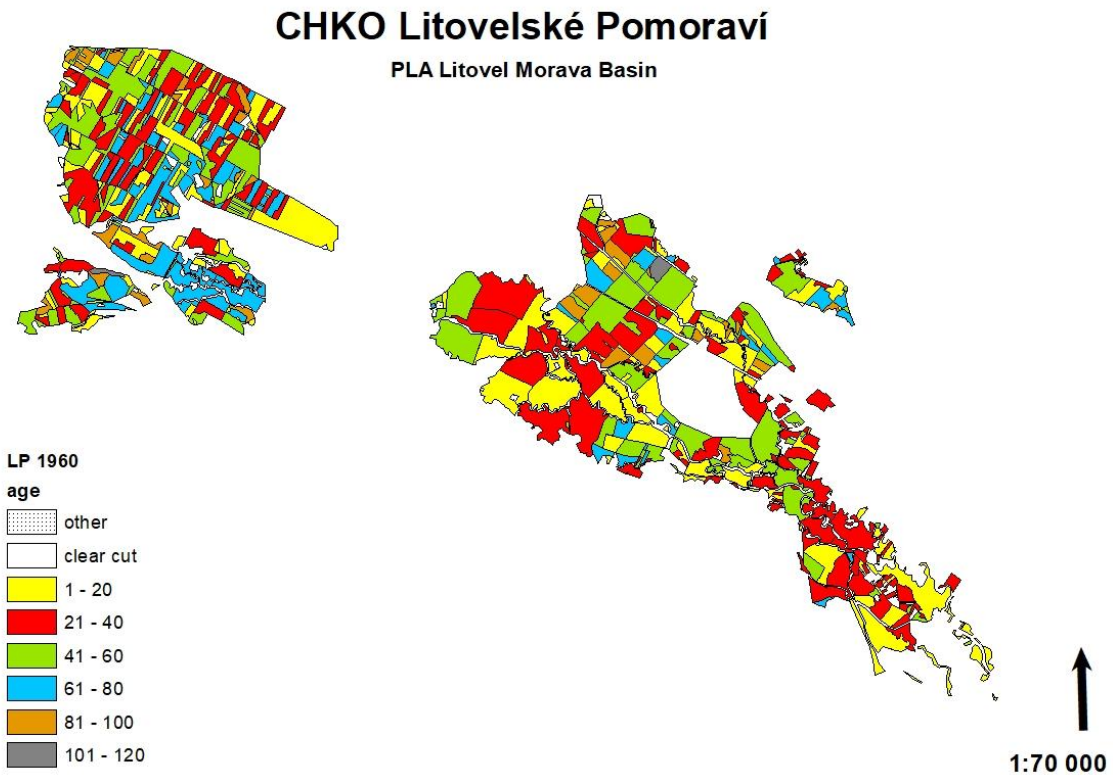 CHKO Litovelské Pomoraví
PLA Litovel Morava Basin
LP 1960
age
other
clear cut
1 - 20
21 - 40
41 - 60
61 - 80
81 - 100
101 - 120
1:70 000